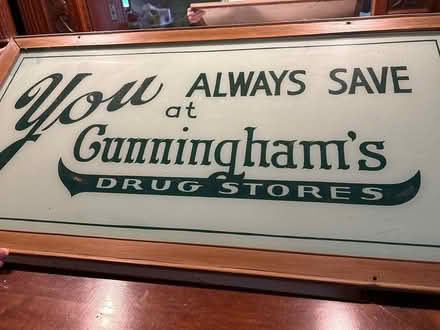 You ALWAYS SAVE
at
Cunningham's
DRUG STORES